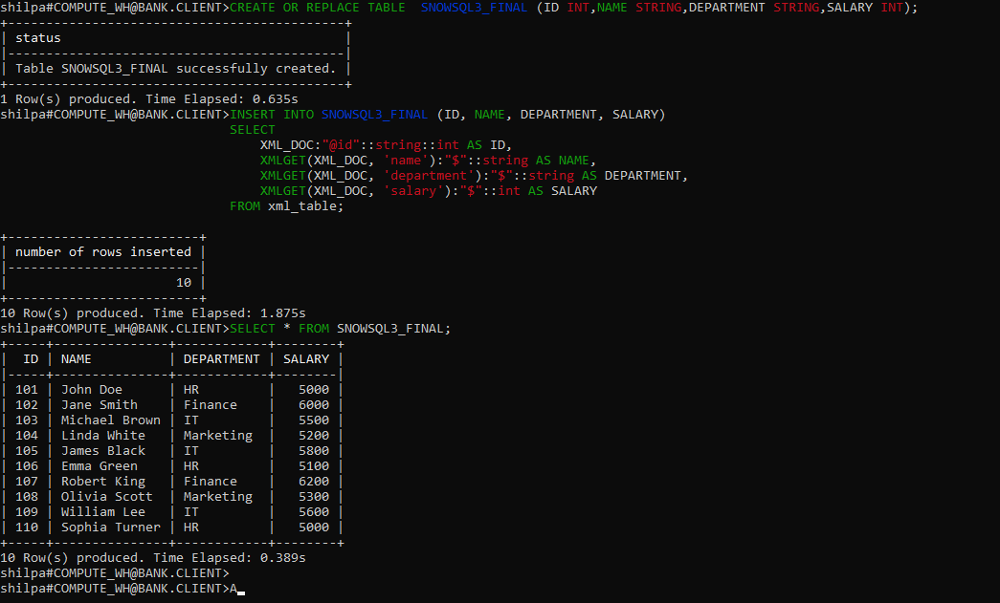 shilpa#COMPUTE_WH@BANK.CLIENT>CREATE OR REPLACE TABLE  SNOWSQL3_FINAL (ID INT,NAME STRING,DEPARTMENT STRING,SALARY INT);
+--------------------------------------------+
| status                                     |
|--------------------------------------------|
| Table SNOWSQL3_FINAL successfully created. |
+--------------------------------------------+
1 Row(s) produced. Time Elapsed: 0.635s
shilpa#COMPUTE_WH@BANK.CLIENT>INSERT INTO SNOWSQL3_FINAL (ID, NAME, DEPARTMENT, SALARY)
                              SELECT
                                  XML_DOC:"@id"::string::int AS ID,
                                  XMLGET(XML_DOC, 'name'):"$"::string AS NAME,
                                  XMLGET(XML_DOC, 'department'):"$"::string AS DEPARTMENT,
                                  XMLGET(XML_DOC, 'salary'):"$"::int AS SALARY
                              FROM xml_table;
+-------------------------+
| number of rows inserted |
|-------------------------|
|                      10 |
+-------------------------+
10 Row(s) produced. Time Elapsed: 1.875s
shilpa#COMPUTE_WH@BANK.CLIENT>SELECT * FROM SNOWSQL3_FINAL;
+-----+---------------+------------+--------+
|  ID | NAME          | DEPARTMENT | SALARY |
|-----+---------------+------------+--------|
| 101 | John Doe      | HR         |   5000 |
| 102 | Jane Smith    | Finance    |   6000 |
| 103 | Michael Brown | IT         |   5500 |
| 104 | Linda White   | Marketing  |   5200 |
| 105 | James Black   | IT         |   5800 |
| 106 | Emma Green    | HR         |   5100 |
| 107 | Robert King   | Finance    |   6200 |
| 108 | Olivia Scott  | Marketing  |   5300 |
| 109 | William Lee   | IT         |   5600 |
| 110 | Sophia Turner | HR         |   5000 |
+-----+---------------+------------+--------+
10 Row(s) produced. Time Elapsed: 0.389s
shilpa#COMPUTE_WH@BANK.CLIENT>
shilpa#COMPUTE_WH@BANK.CLIENT>A